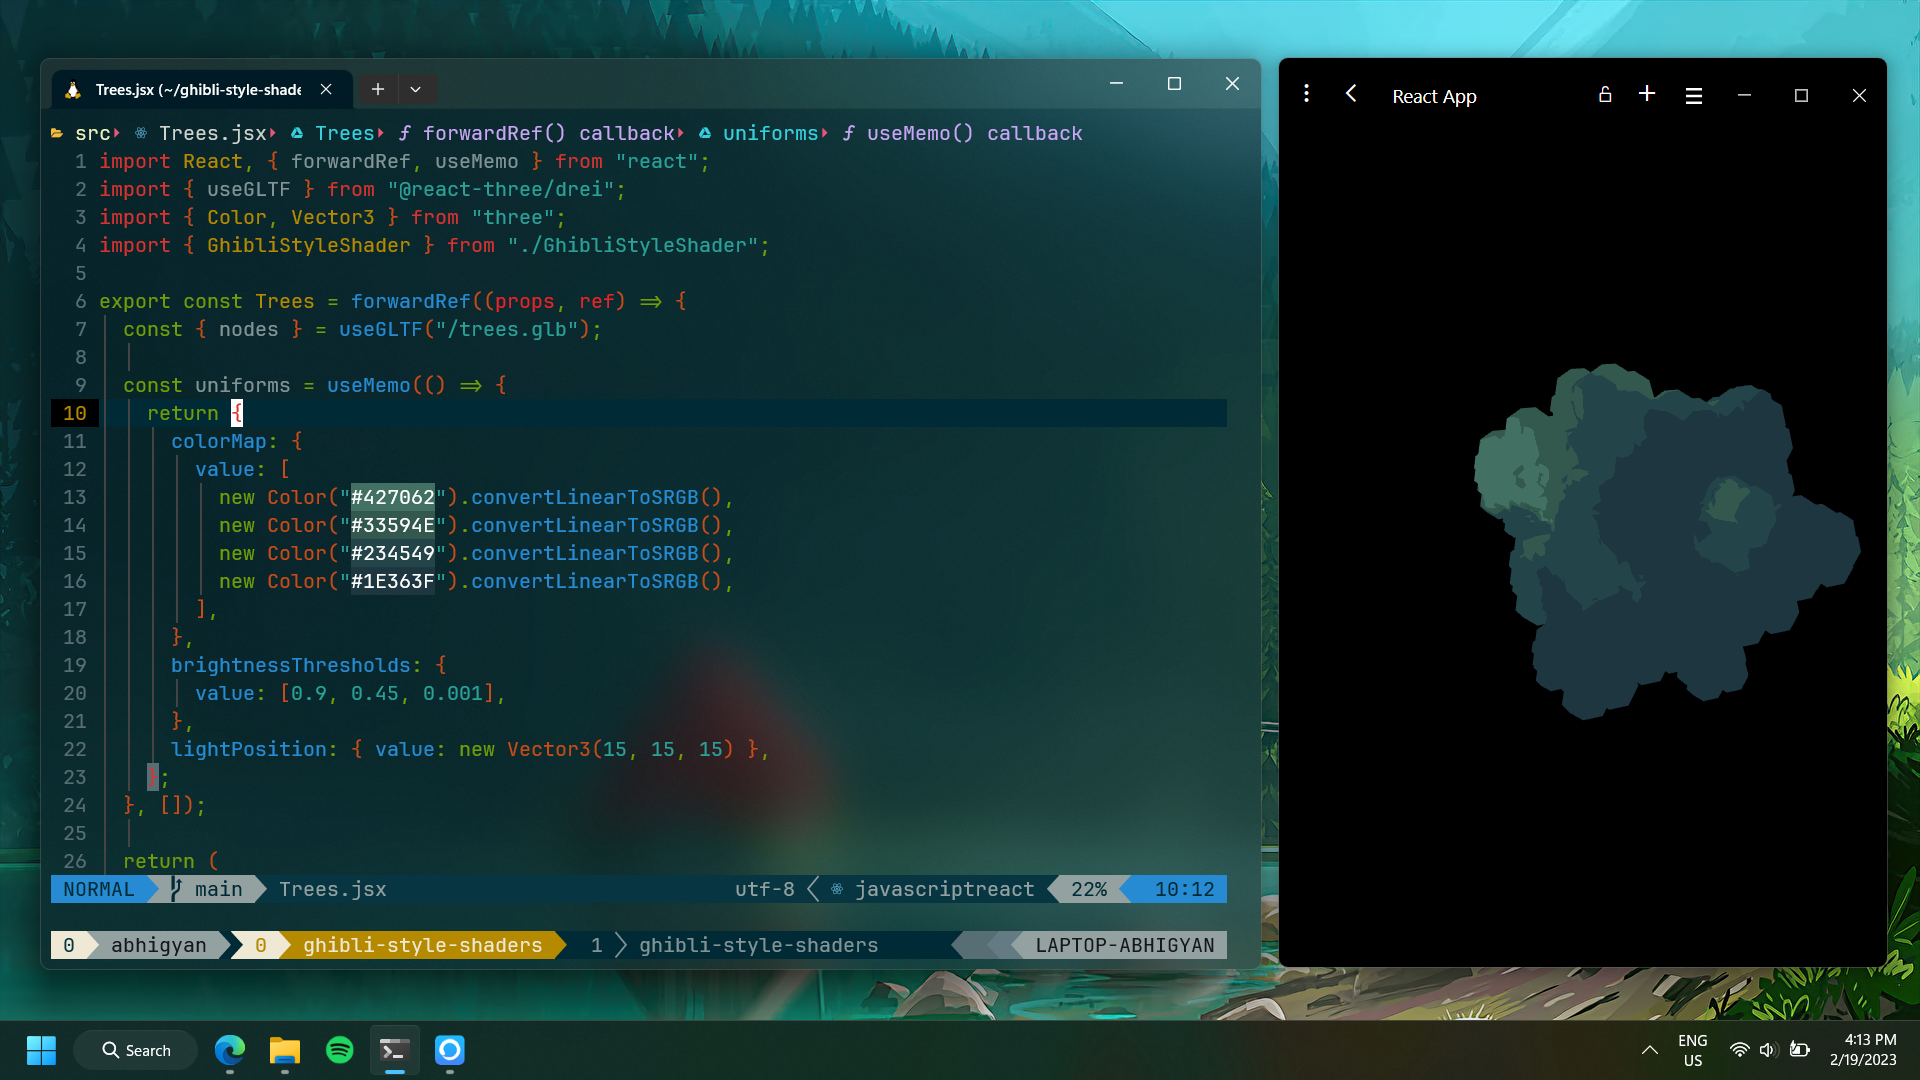 Trees.jsx (~/ghibli-style-shade
src Trees.jsx Trees forwardRef() callback uniforms useMemo() callback
1 import React, { forwardRef, useMemo } from "react";
2 import { useGLTF } from "@react-three/drei";
3 import { Color, Vector3 } from "three";
4 import { GhibliStyleShader } from "./GhibliStyleShader";
5
6 export const Trees = forwardRef((props, ref) => {
7 const { nodes } = useGLTF("/trees.glb");
8
9 const uniforms = useMemo(() => {
10 return {
11 colorMap: {
12 value: [
13 new Color("#427062").convertLinearToSRGB(),
14 new Color("#33594E").convertLinearToSRGB(),
15 new Color("#234549").convertLinearToSRGB(),
16 new Color("#1E363F").convertLinearToSRGB(),
17 ],
18 },
19 brightnessThresholds: {
20 value: [0.9, 0.45, 0.001],
21 },
22 lightPosition: { value: new Vector3(15, 15, 15) },
23 };
24 }, []);
25
26 return (
NORMAL main Trees.jsx utf-8 javascriptreact 22% 10:12
0 abhigyan 0 ghibli-style-shaders 1 ghibli-style-shaders LAPTOP-ABHIGYAN
React App
Search
ENG
US
4:13 PM
2/19/2023